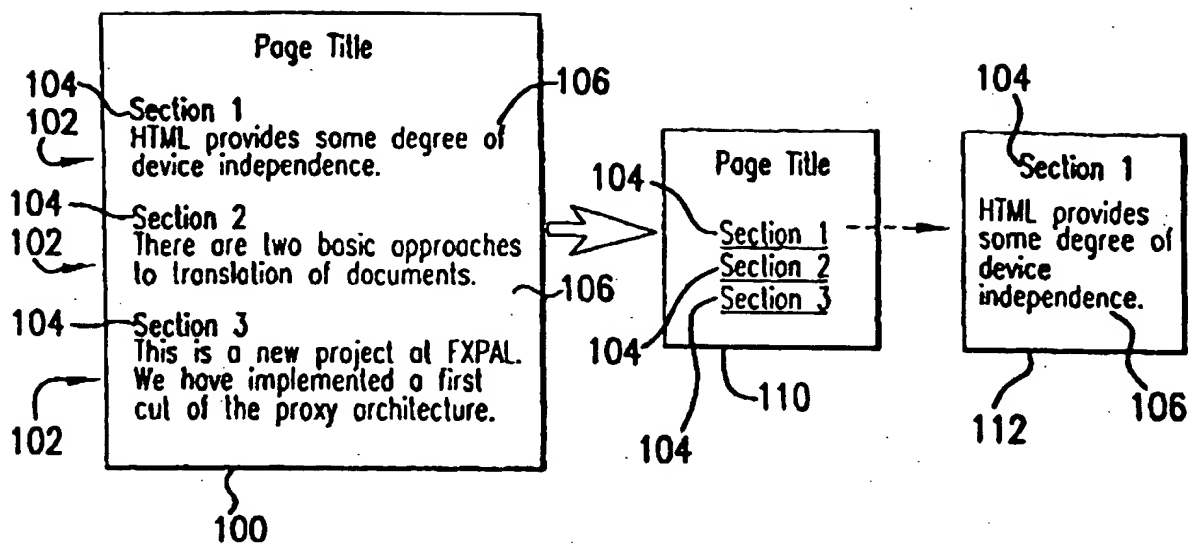 Page Title
104
Section 1
106
102
HTML provides some degree of
device independence.
104
Section 2
102
There are two basic approaches
to translation of documents.
106
104
Section 3
This is a new project at FXPAL.
We have implemented a first
cut of the proxy architecture.
102
100
Page Title
104
Section 1
Section 2
Section 3
104
104
110
104
Section 1
HTML provides
some degree of
device
independence.
112
106